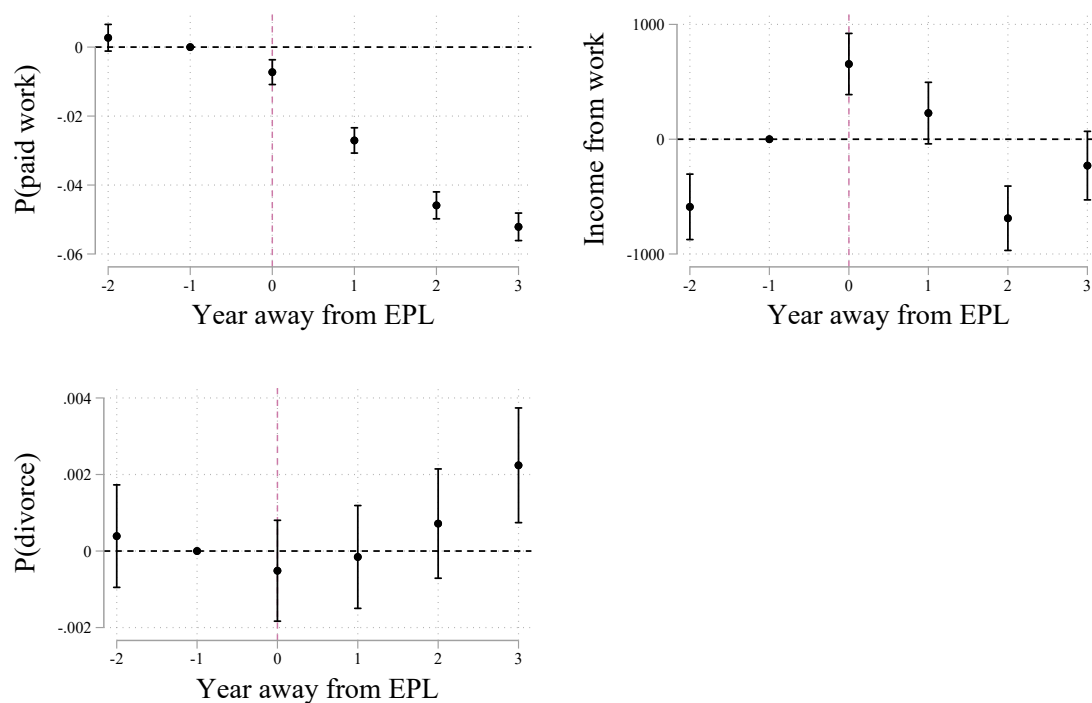 P(paid work)
0
-.02
-.04
-.06
-2 -1 0 1 2 3
Year away from EPL
Income from work
1000
0
-1000
-2 -1 0 1 2 3
Year away from EPL
P(divorce)
.004
.002
0
-.002
-2 -1 0 1 2 3
Year away from EPL